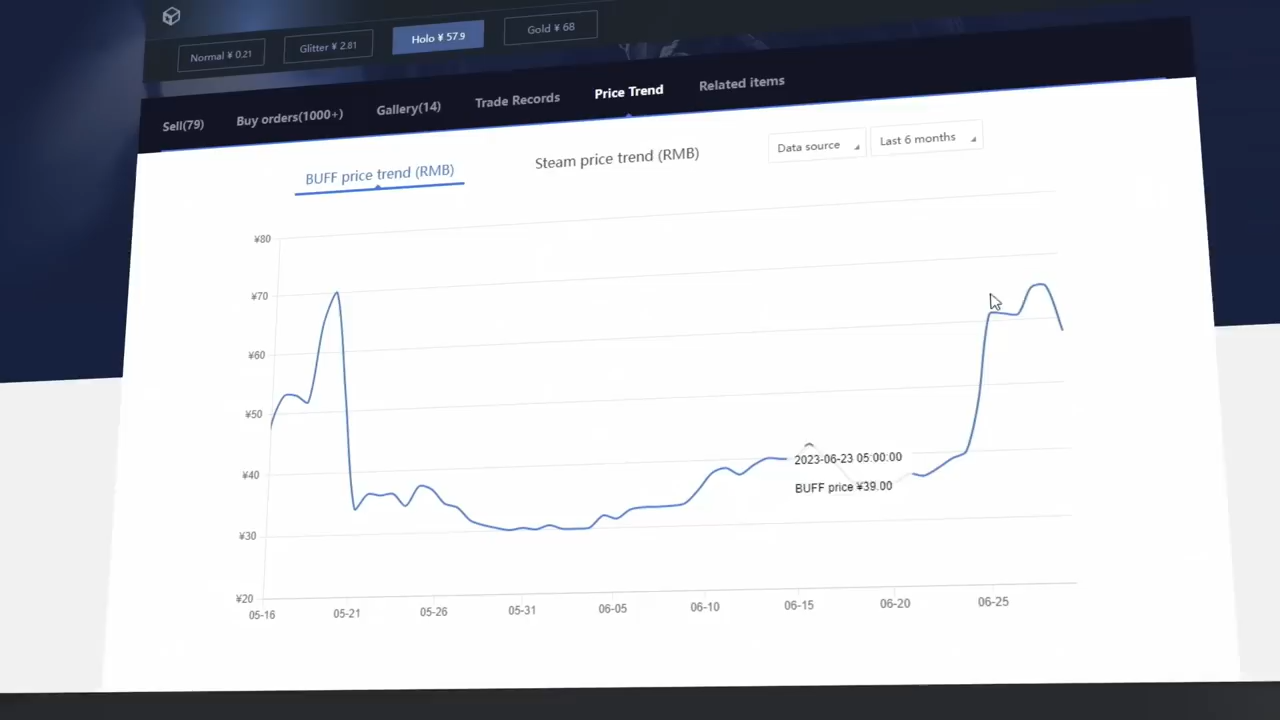 Normal ¥ 0.21
Glitter ¥ 2.81
Holo ¥ 57.9
Gold ¥ 68
Sell(79)
Buy orders(1000+)
Gallery(14)
Trade Records
Price Trend
Related items
BUFF price trend (RMB)
Steam price trend (RMB)
Data source
Last 6 months
¥80
¥70
¥60
¥50
¥40
¥30
¥20
2023-06-23 05:00:00
BUFF price ¥39.00
05-16
05-21
05-26
05-31
06-05
06-10
06-15
06-20
06-25